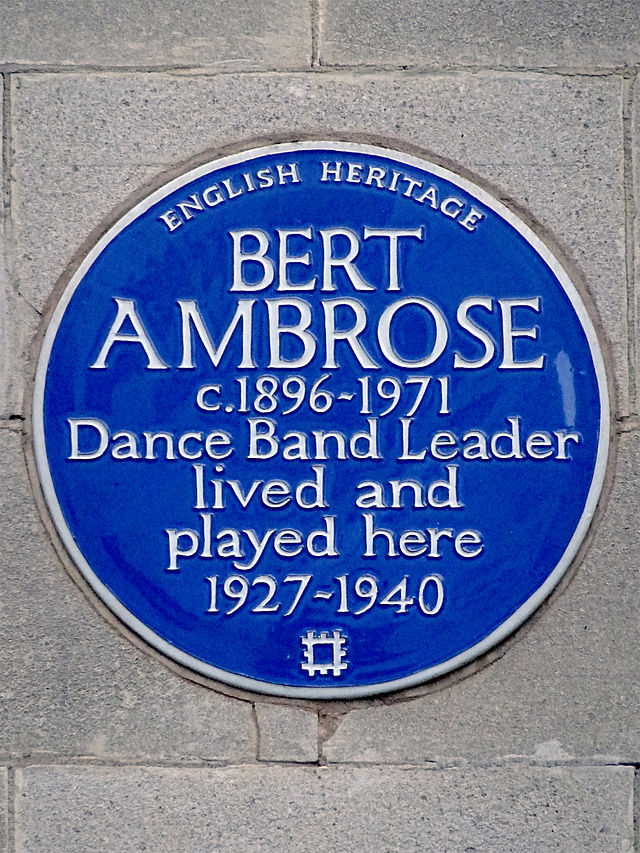 ENGLISH HERITAGE
BERT
AMBROSE
c.1896-1971
Dance Band Leader
lived and
played here
1927-1940